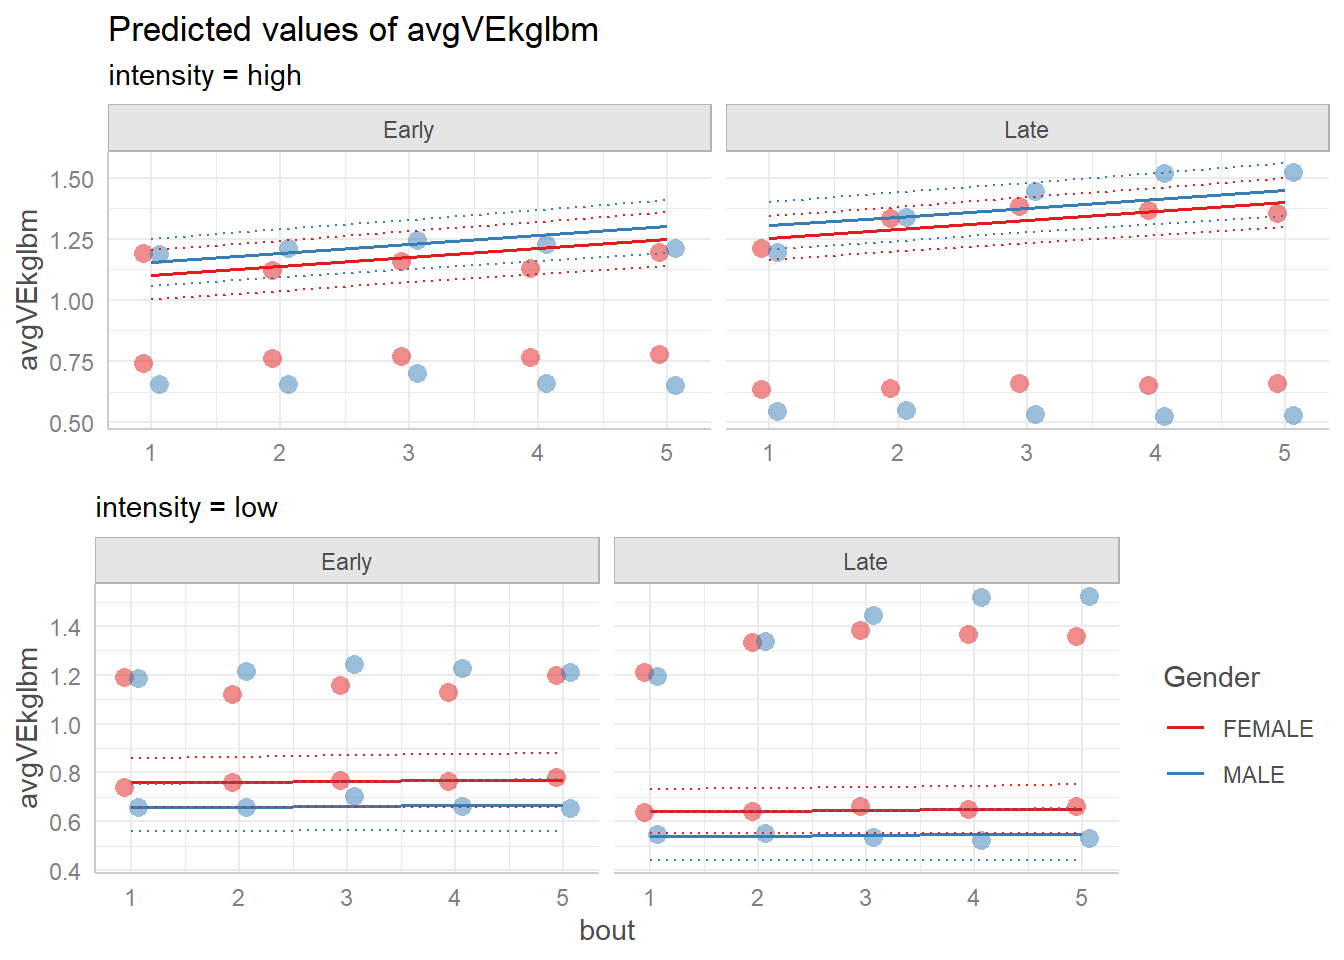 Predicted values of avgVEkglbm
intensity = high
Early Late
avgVEkglbm
1.50
1.25
1.00
0.75
0.50
1 2 3 4 5 1 2 3 4 5
intensity = low
Early Late
avgVEkglbm
1.4
1.2
1.0
0.8
0.6
0.4
1 2 3 4 5 1 2 3 4 5
bout
Gender
FEMALE
MALE